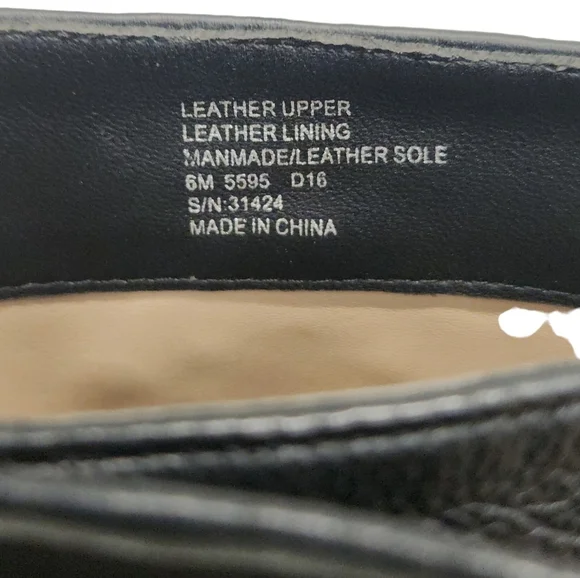 LEATHER UPPER
LEATHER LINING
MANMADE/LEATHER SOLE
6M 5595 D16
S/N:31424
MADE IN CHINA